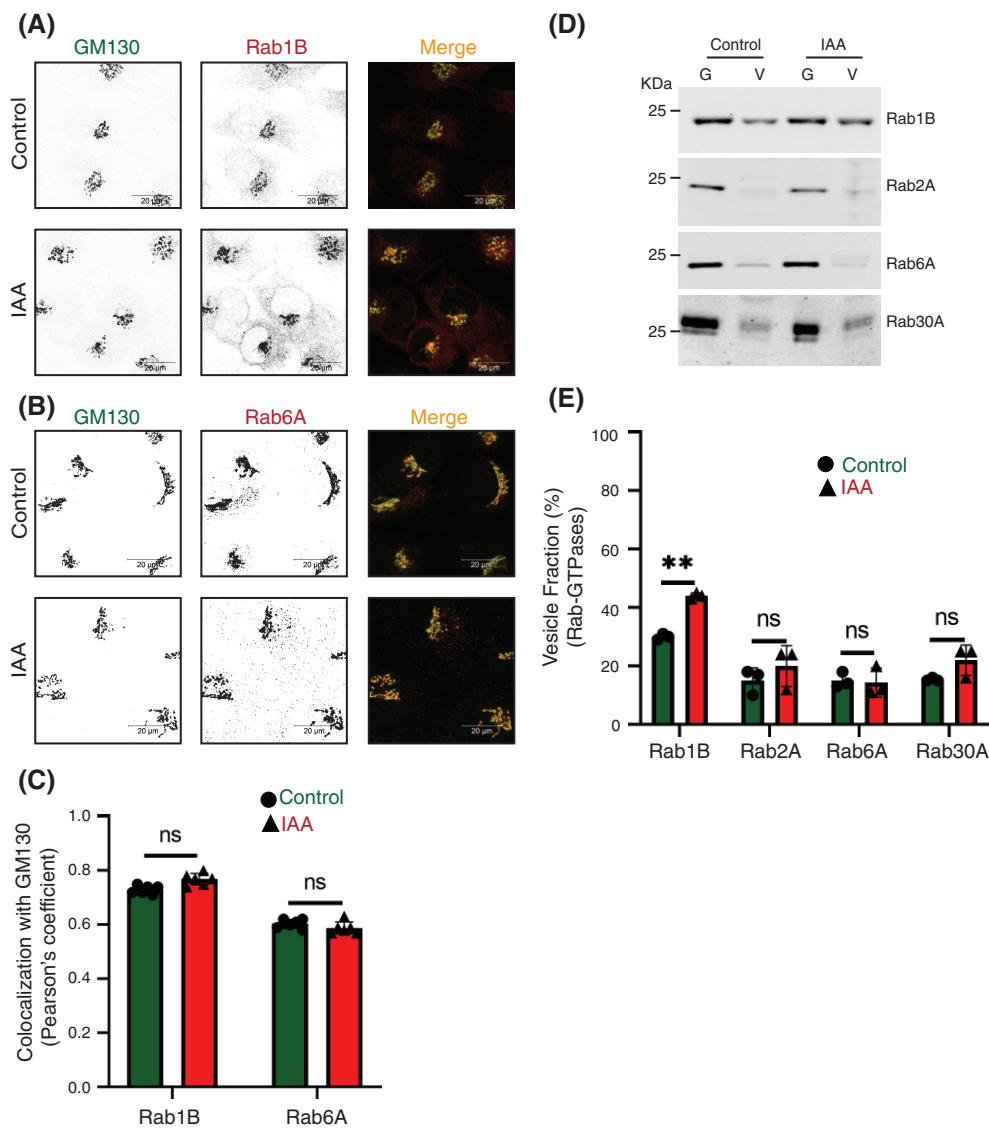 (A)
GM130 Rab1B Merge
Control
20 µm 20 µm 20 µm
IAA
20 µm 20 µm 20 µm
(B)
GM130 Rab6A Merge
Control
20 µm 20 µm 20 µm
IAA
20 µm 20 µm 20 µm
(C)
Control
IAA
Colocalization with GM130
(Pearson's coefficient)
1.0
0.8
0.6
0.4
0.2
0.0
ns
ns
Rab1B Rab6A
(D)
Control IAA
G V G V
KDa
25 Rab1B
25 Rab2A
25 Rab6A
25 Rab30A
(E)
Control
IAA
Vesicle Fraction (%)
(Rab-GTPases)
100
80
60
40
20
0
** ns ns ns
Rab1B Rab2A Rab6A Rab30A